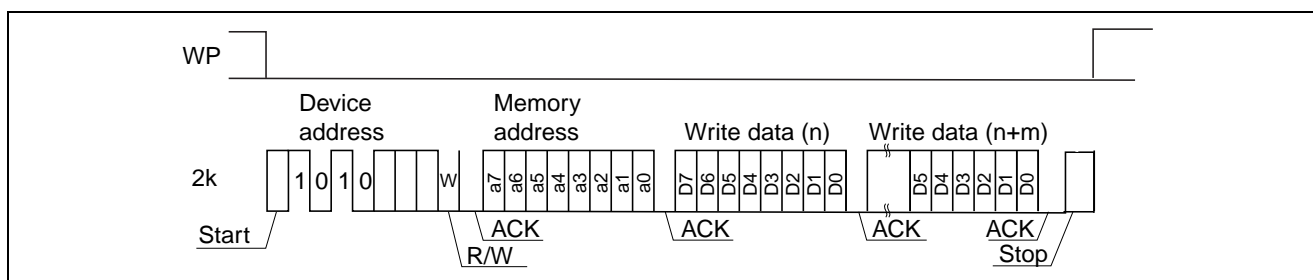 WP
Device
address
Memory
address
Write data (n)
Write data (n+m)
2k
1 0 1 0
W
a7 a6 a5 a4 a3 a2 a1 a0
D7 D6 D5 D4 D3 D2 D1 D0
D5 D4 D3 D2 D1 D0
Start
ACK
ACK
ACK
ACK
R/W
Stop